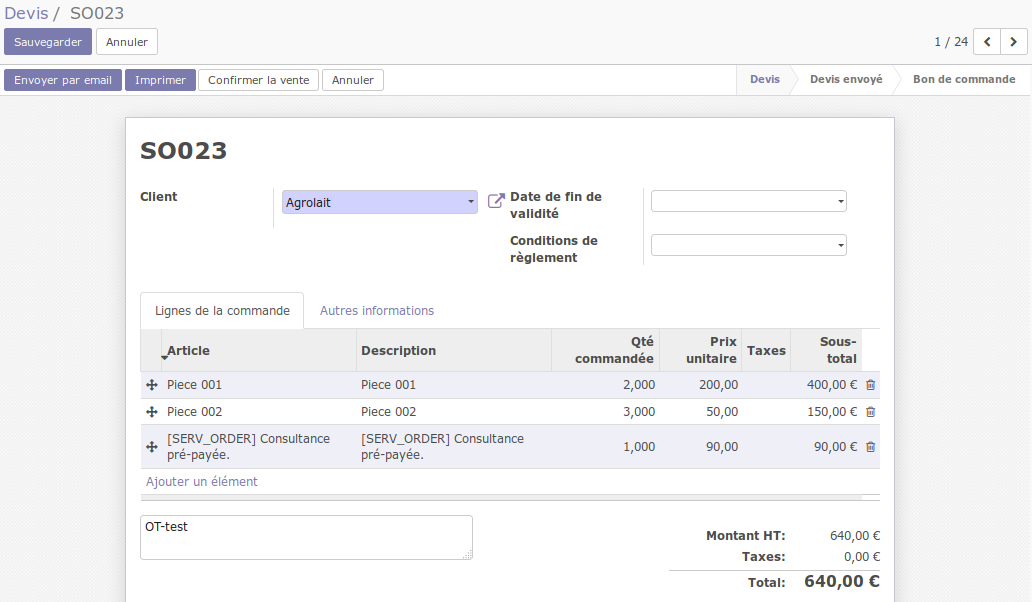 Devis / SO023
Sauvegarder Annuler 1 / 24
Envoyer par email Imprimer Confirmer la vente Annuler Devis Devis envoyé Bon de commande
SO023
Client Agrolait Date de fin de
validité
Conditions de
règlement
Lignes de la commande Autres informations
Article Description Qté
commandée Prix
unitaire Taxes Sous-
total
Piece 001 Piece 001 2,000 200,00 400,00 €
Piece 002 Piece 002 3,000 50,00 150,00 €
[SERV_ORDER] Consultance
pré-payée. [SERV_ORDER] Consultance
pré-payée. 1,000 90,00 90,00 €
Ajouter un élément
OT-test
Montant HT: 640,00 €
Taxes: 0,00 €
Total: 640,00 €